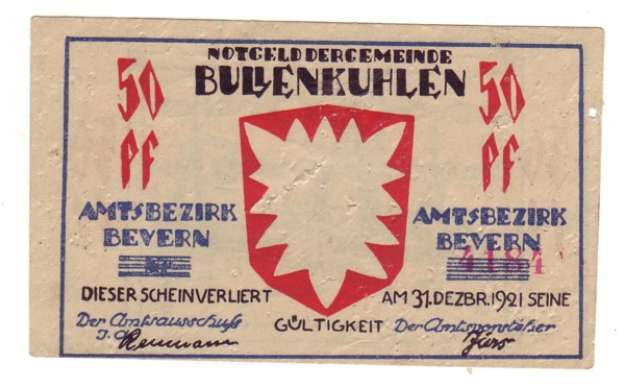 NOTGELD DER GEMEINDE
BULLENKUHLEN
50
PF
50
PF
AMTSBEZIRK
BEVERN
AMTSBEZIRK
BEVERN
4184
DIESER SCHEIN VERLIERT AM 31. DEZBR. 1921 SEINE
GÜLTIGKEIT
Der Amtsausschuß
J. A.
Der Amtsvorsteher